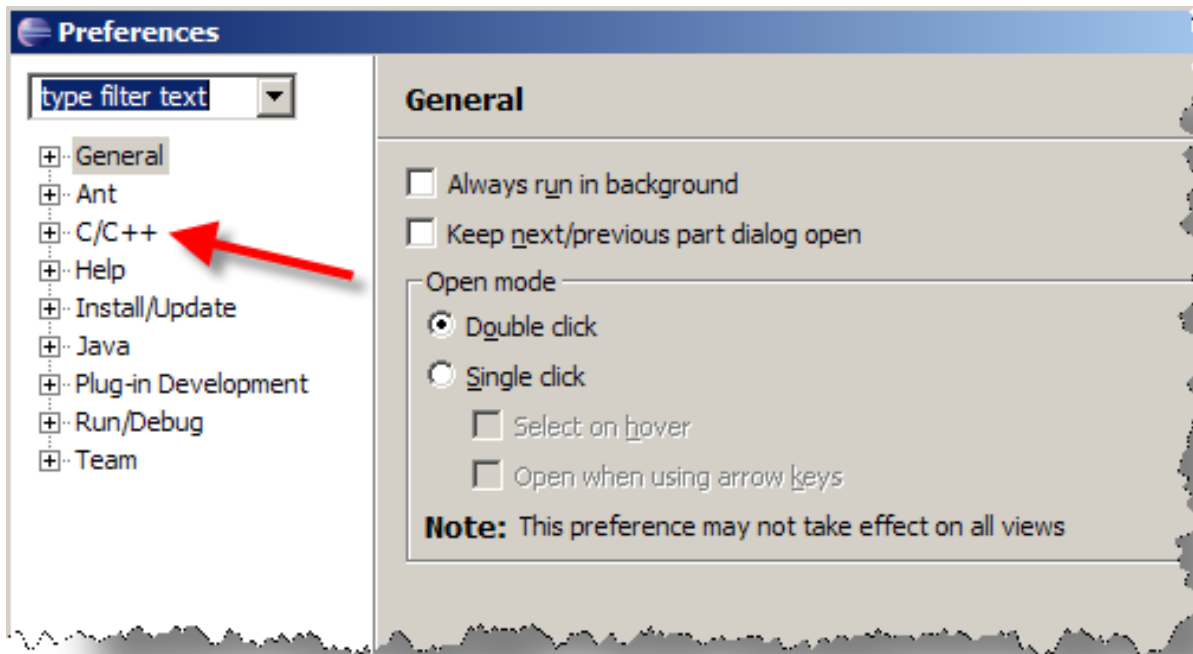 Preferences
type filter text
General
Ant
C/C++
Help
Install/Update
Java
Plug-in Development
Run/Debug
Team
General
Always run in background
Keep next/previous part dialog open
Open mode
Double click
Single click
Select on hover
Open when using arrow keys
Note: This preference may not take effect on all views